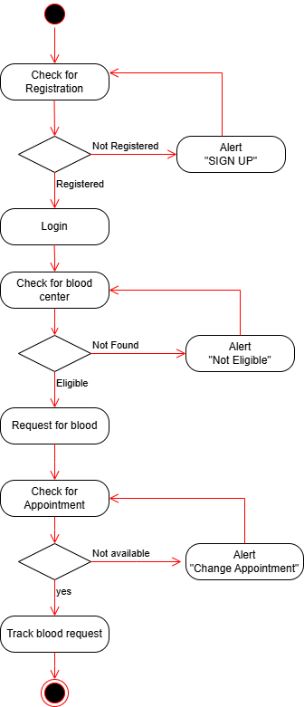 Check for
Registration
Not Registered
Alert
"SIGN UP"
Registered
Login
Check for blood
center
Not Found
Alert
"Not Eligible"
Eligible
Request for blood
Check for
Appointment
Not available
Alert
"Change Appointment"
yes
Track blood request